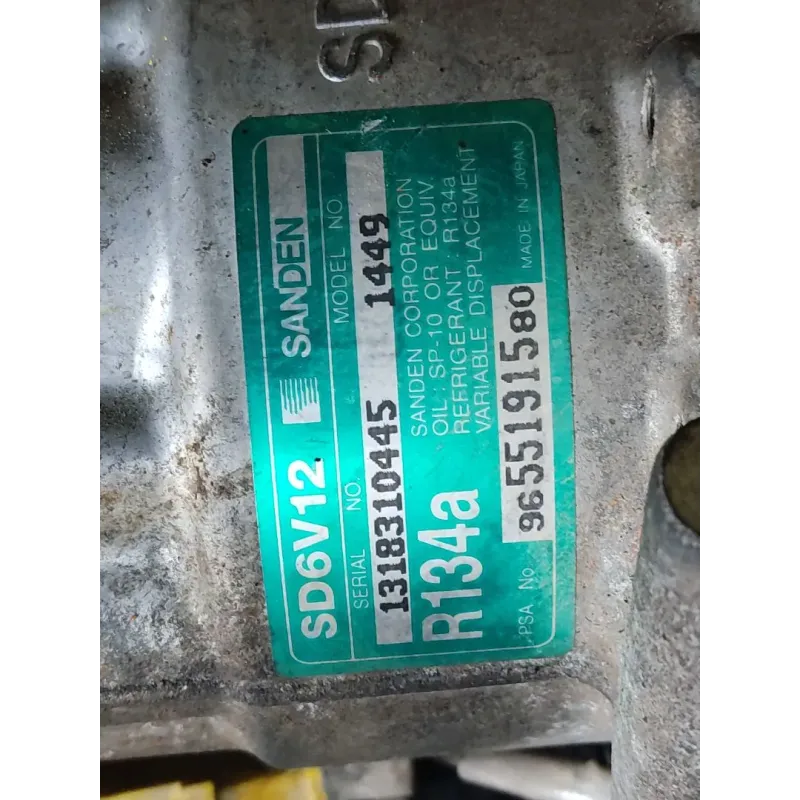 SD
SD6V12 SANDEN
SERIAL NO. MODEL NO.
1318310445 1449
R134a
SANDEN CORPORATION
OIL : SP-10 OR EQUIV.
REFRIGERANT R134a
VARIABLE DISPLACEMENT
PSA No. 9655191580 MADE IN JAPAN